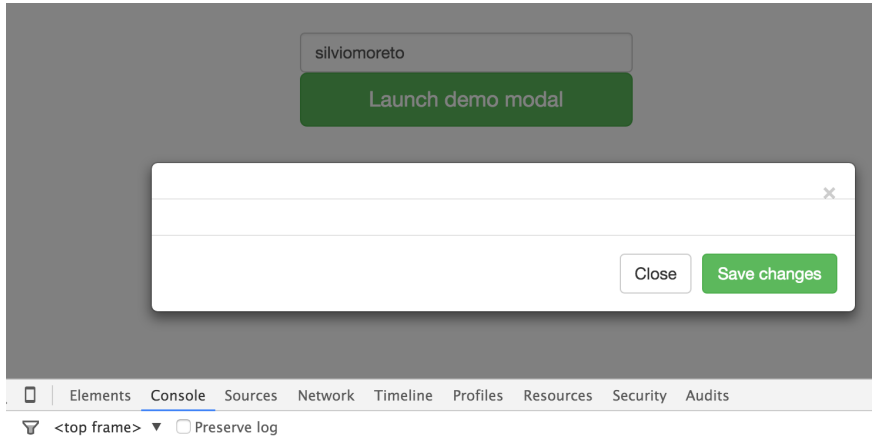 silviomoreto
Launch demo modal
×
Close Save changes
Elements Console Sources Network Timeline Profiles Resources Security Audits
<top frame> ▼ Preserve log